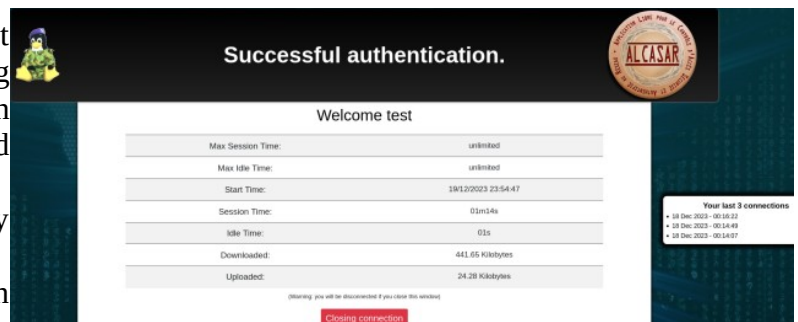 t
g
n
d
y
n
Successful authentication.
ALCASAR
Welcome test
Max Session Time: unlimited
Max Idle Time: unlimited
Start Time: 19/12/2023 23:54:47
Session Time: 01m14s
Idle Time: 01s
Downloaded: 441.65 Kilobytes
Uploaded: 24.28 Kilobytes
(Warning: you will be disconnected if you close this window)
Closing connection
Your last 3 connections
• 18 Dec 2023 - 00:16:22
• 18 Dec 2023 - 00:14:49
• 18 Dec 2023 - 00:14:07